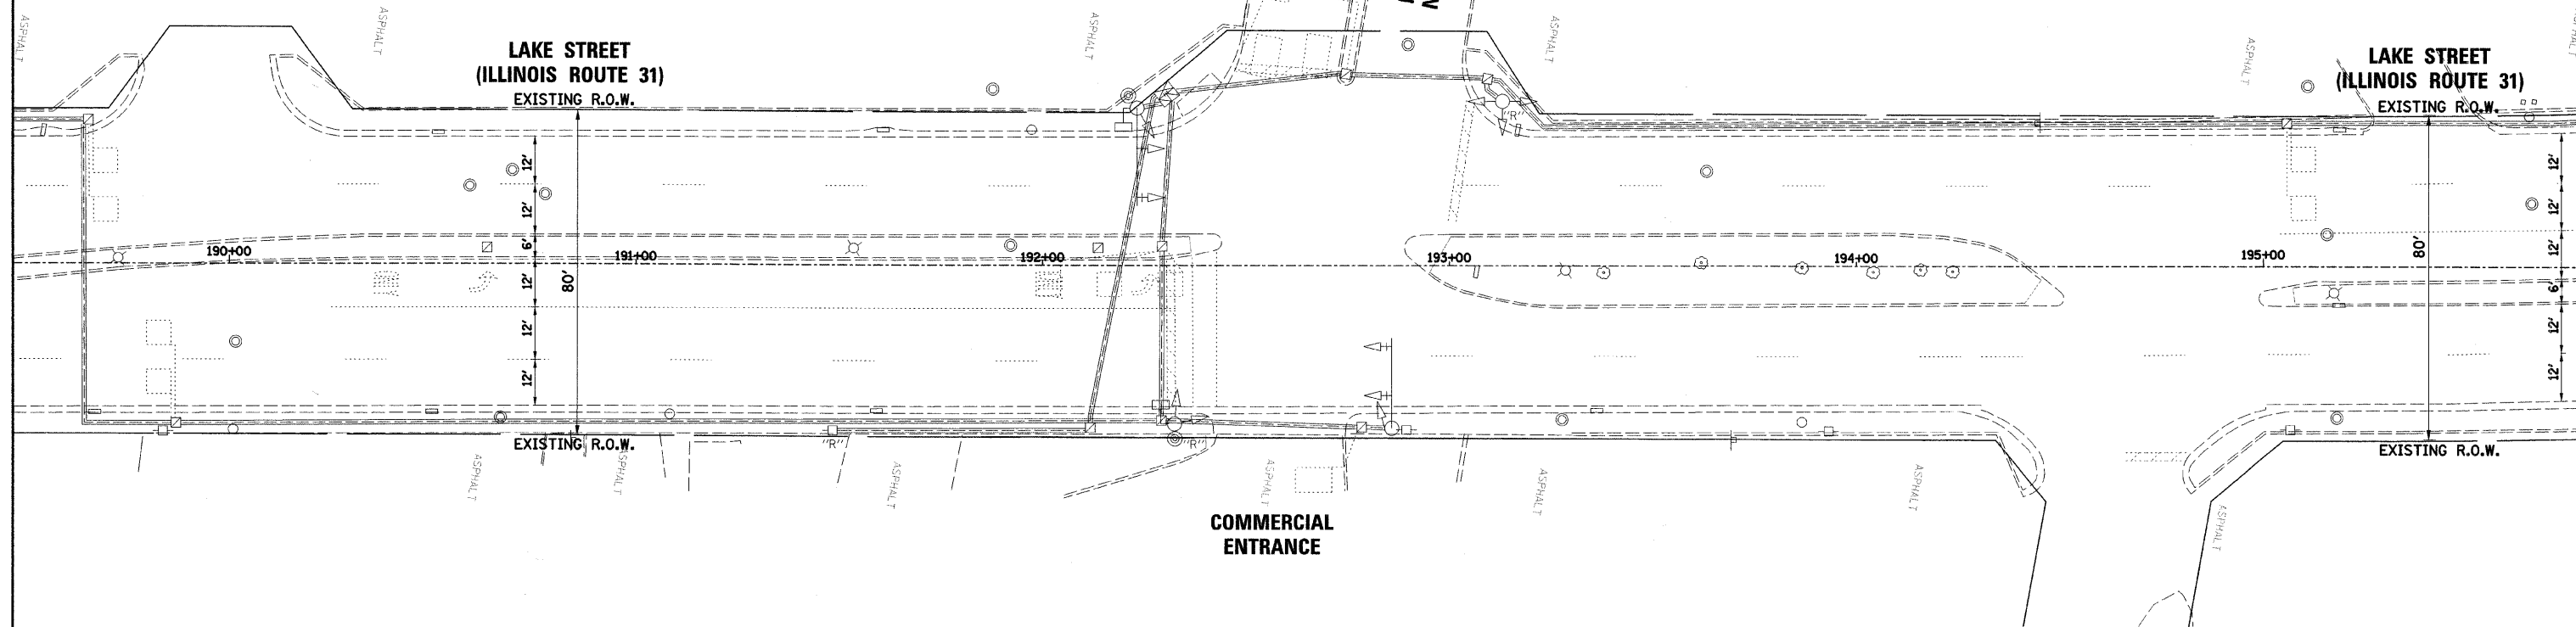 LAKE STREET
(ILLINOIS ROUTE 31)
EXISTING R.O.W.
LAKE STREET
(ILLINOIS ROUTE 31)
EXISTING R.O.W.
ASPHALT
ASPHALT
ASPHALT
ASPHALT
ASPHALT
"R"
12'
12'
6'
12'
12'
12'
80'
12'
12'
12'
6'
12'
12'
80'
190+00
191+00
192+00
193+00
194+00
195+00
EXISTING R.O.W.
"R"
"R"
EXISTING R.O.W.
ASPHALT
ASPHALT
ASPHALT
ASPHALT
ASPHALT
ASPHALT
ASPHALT
COMMERCIAL
ENTRANCE